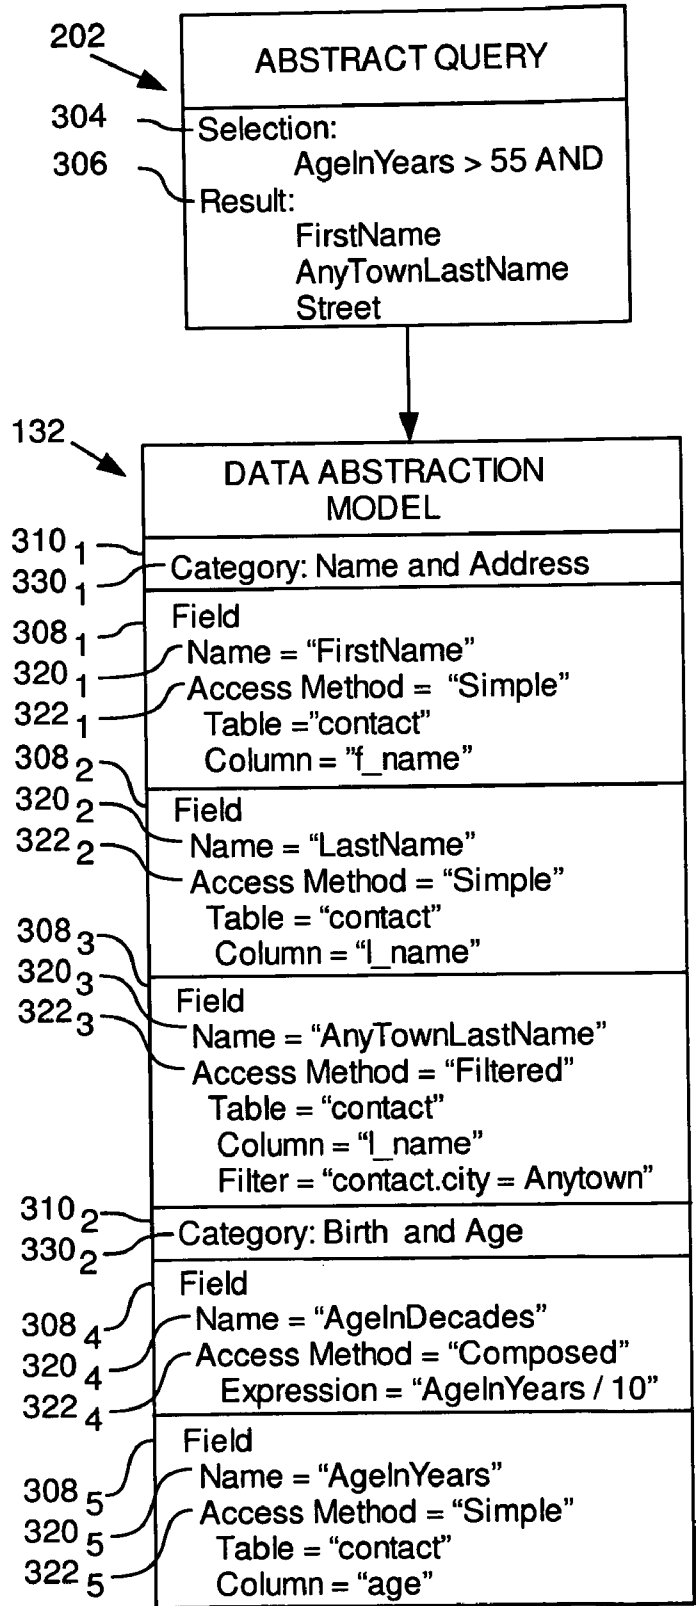 202
ABSTRACT QUERY
304
Selection:
AgeInYears > 55 AND
306
Result:
FirstName
AnyTownLastName
Street
132
DATA ABSTRACTION
MODEL
310 1
330 1
Category: Name and Address
308 1
Field
320 1
Name = “FirstName”
322 1
Access Method = “Simple”
Table =”contact”
Column = ”f_name”
308 2
Field
320 2
Name = “LastName”
322 2
Access Method = “Simple”
Table = “contact”
Column = “l_name”
308 3
Field
320 3
Name = “AnyTownLastName”
322 3
Access Method = “Filtered”
Table = “contact”
Column = “l_name”
Filter = “contact.city = Anytown”
310 2
330 2
Category: Birth and Age
308 4
Field
320 4
Name = “AgeInDecades”
322 4
Access Method = “Composed”
Expression = “AgeInYears / 10”
308 5
Field
320 5
Name = “AgeInYears”
322 5
Access Method = “Simple”
Table = “contact”
Column = “age”